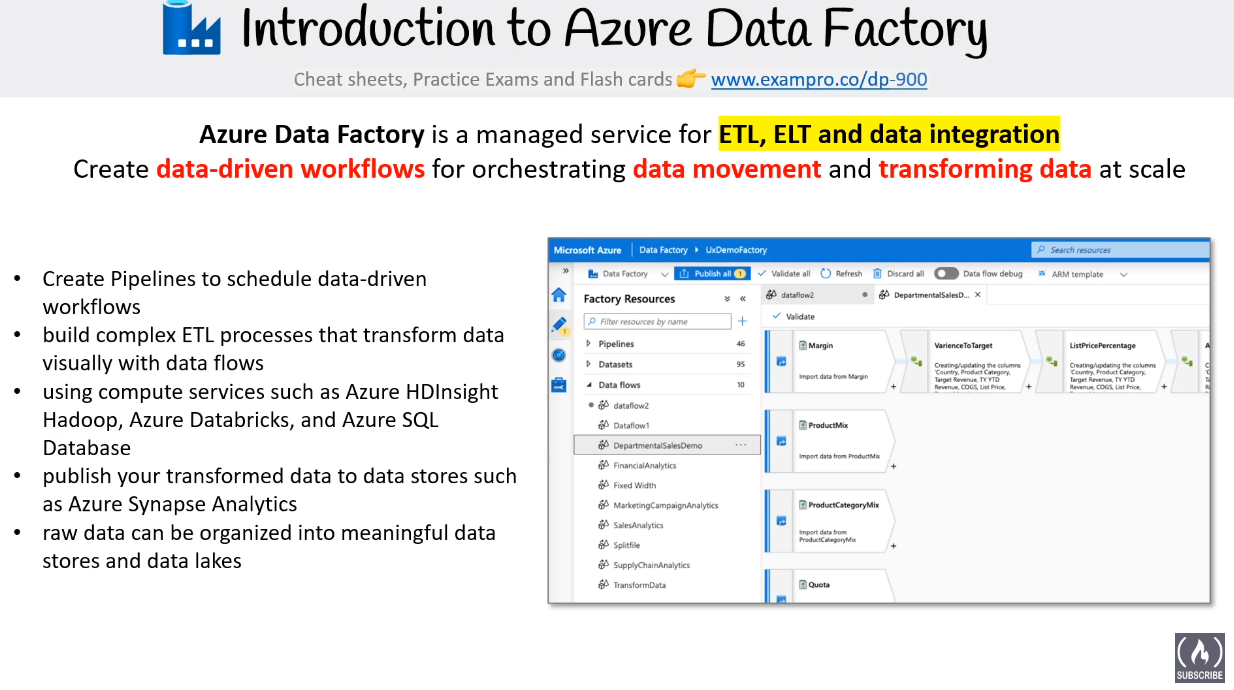 Introduction to Azure Data Factory
Cheat sheets, Practice Exams and Flash cards 👉 www.exampro.co/dp-900
Azure Data Factory is a managed service for ETL, ELT and data integration
Create data-driven workflows for orchestrating data movement and transforming data at scale
• Create Pipelines to schedule data-driven
workflows
• build complex ETL processes that transform data
visually with data flows
• using compute services such as Azure HDInsight
Hadoop, Azure Databricks, and Azure SQL
Database
• publish your transformed data to data stores such
as Azure Synapse Analytics
• raw data can be organized into meaningful data
stores and data lakes
Microsoft Azure | Data Factory ▸ UxDemoFactory
Search resources
» Data Factory Publish all 1 Validate all Refresh Discard all Data flow debug ARM template
Factory Resources
Filter resources by name
Pipelines 46
Datasets 95
Data flows 10
dataflow2
Dataflow1
DepartmentalSalesDemo ...
FinancialAnalytics
Fixed Width
MarketingCampaignAnalytics
SalesAnalytics
Splitfile
SupplyChainAnalytics
TransformData
1
dataflow2
DepartmentalSalesD... ✕
Validate
Margin
Import data from Margin
+
VarienceToTarget
Creating/updating the columns
'Country, Product Category,
Target Revenue, TY YTD
Revenue, COGS, List Price,
+
ListPricePercentage
Creating/updating the columns
'Country, Product Category,
Target Revenue, TY YTD
Revenue, COGS, List Price,
+
ProductMix
Import data from ProductMix
+
ProductCategoryMix
Import data from
ProductCategoryMix
+
Quota
SUBSCRIBE